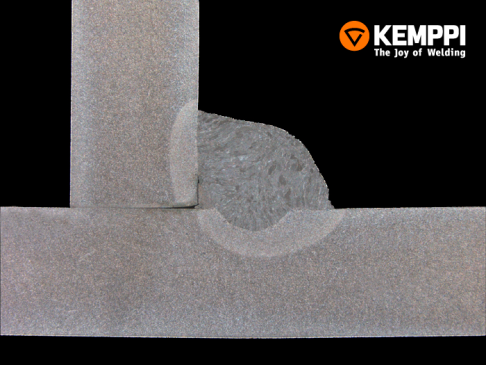 KEMPPI
The Joy of Welding